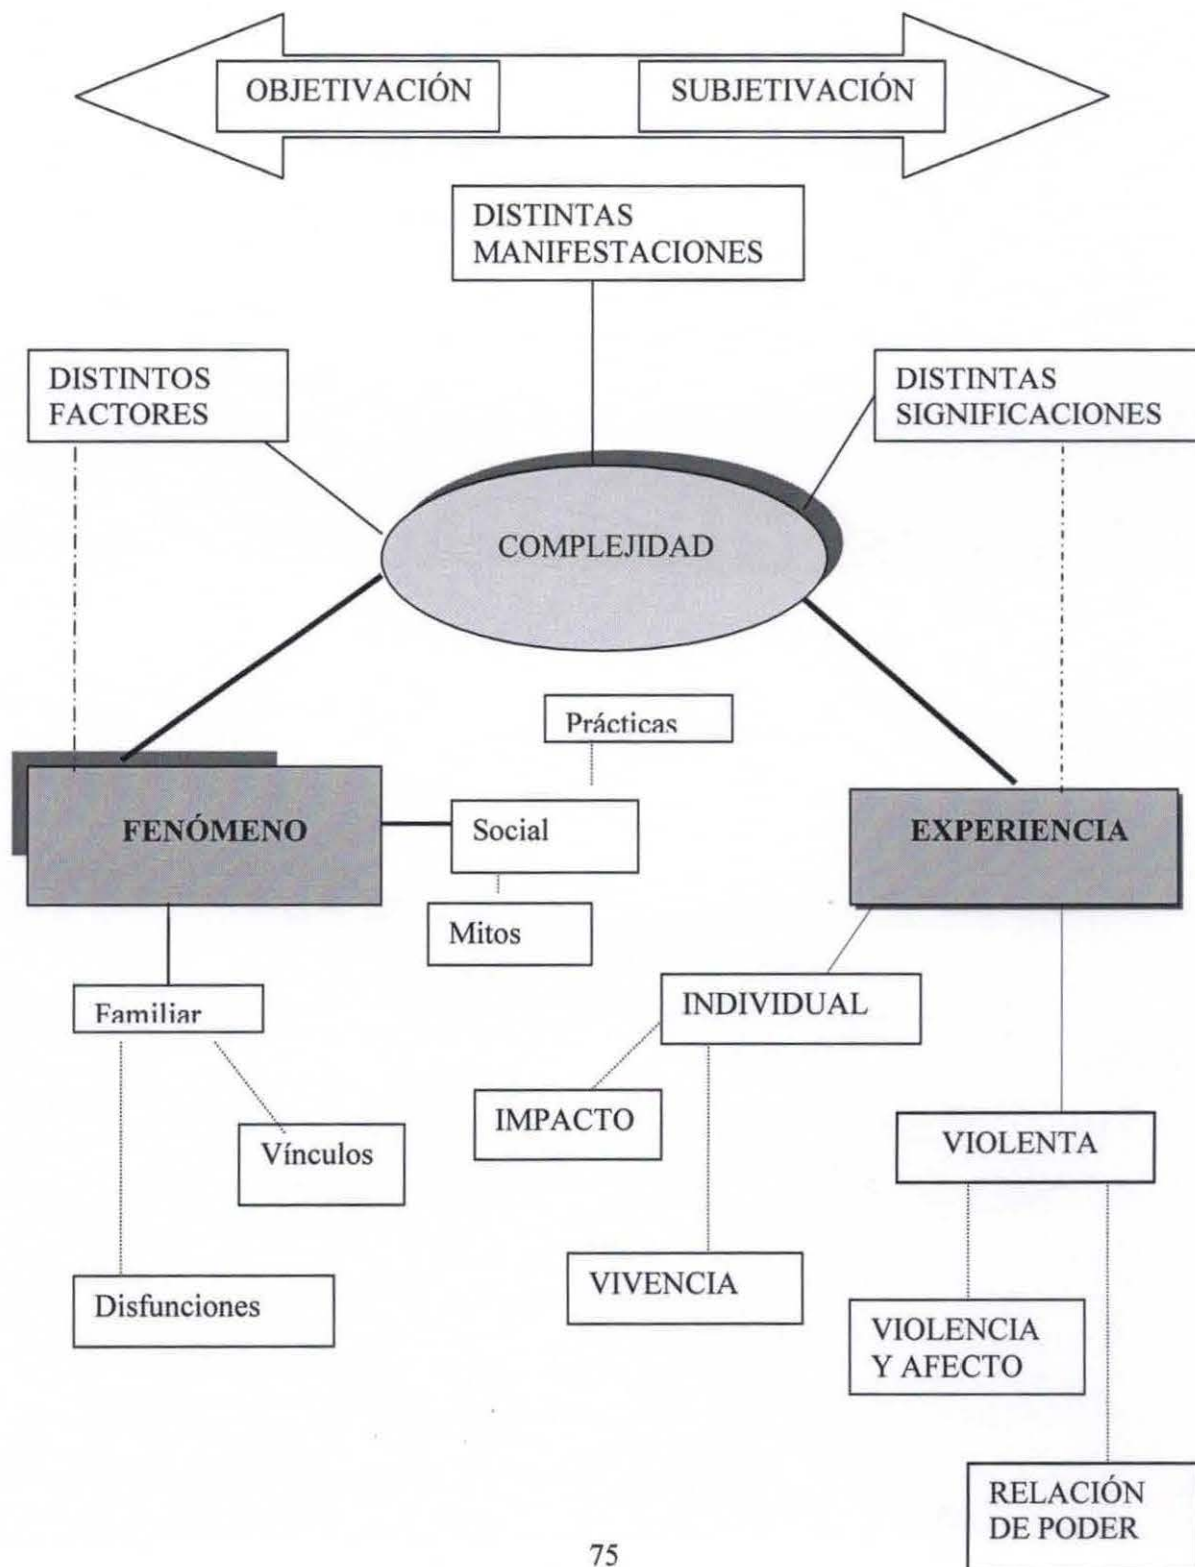 OBJETIVACIÓN
SUBJETIVACIÓN
DISTINTAS
MANIFESTACIONES
DISTINTOS
FACTORES
DISTINTAS
SIGNIFICACIONES
COMPLEJIDAD
Prácticas
FENÓMENO
Social
EXPERIENCIA
Mitos
Familiar
INDIVIDUAL
IMPACTO
Vínculos
VIOLENTA
VIVENCIA
Disfunciones
VIOLENCIA
Y AFECTO
RELACIÓN
DE PODER
75